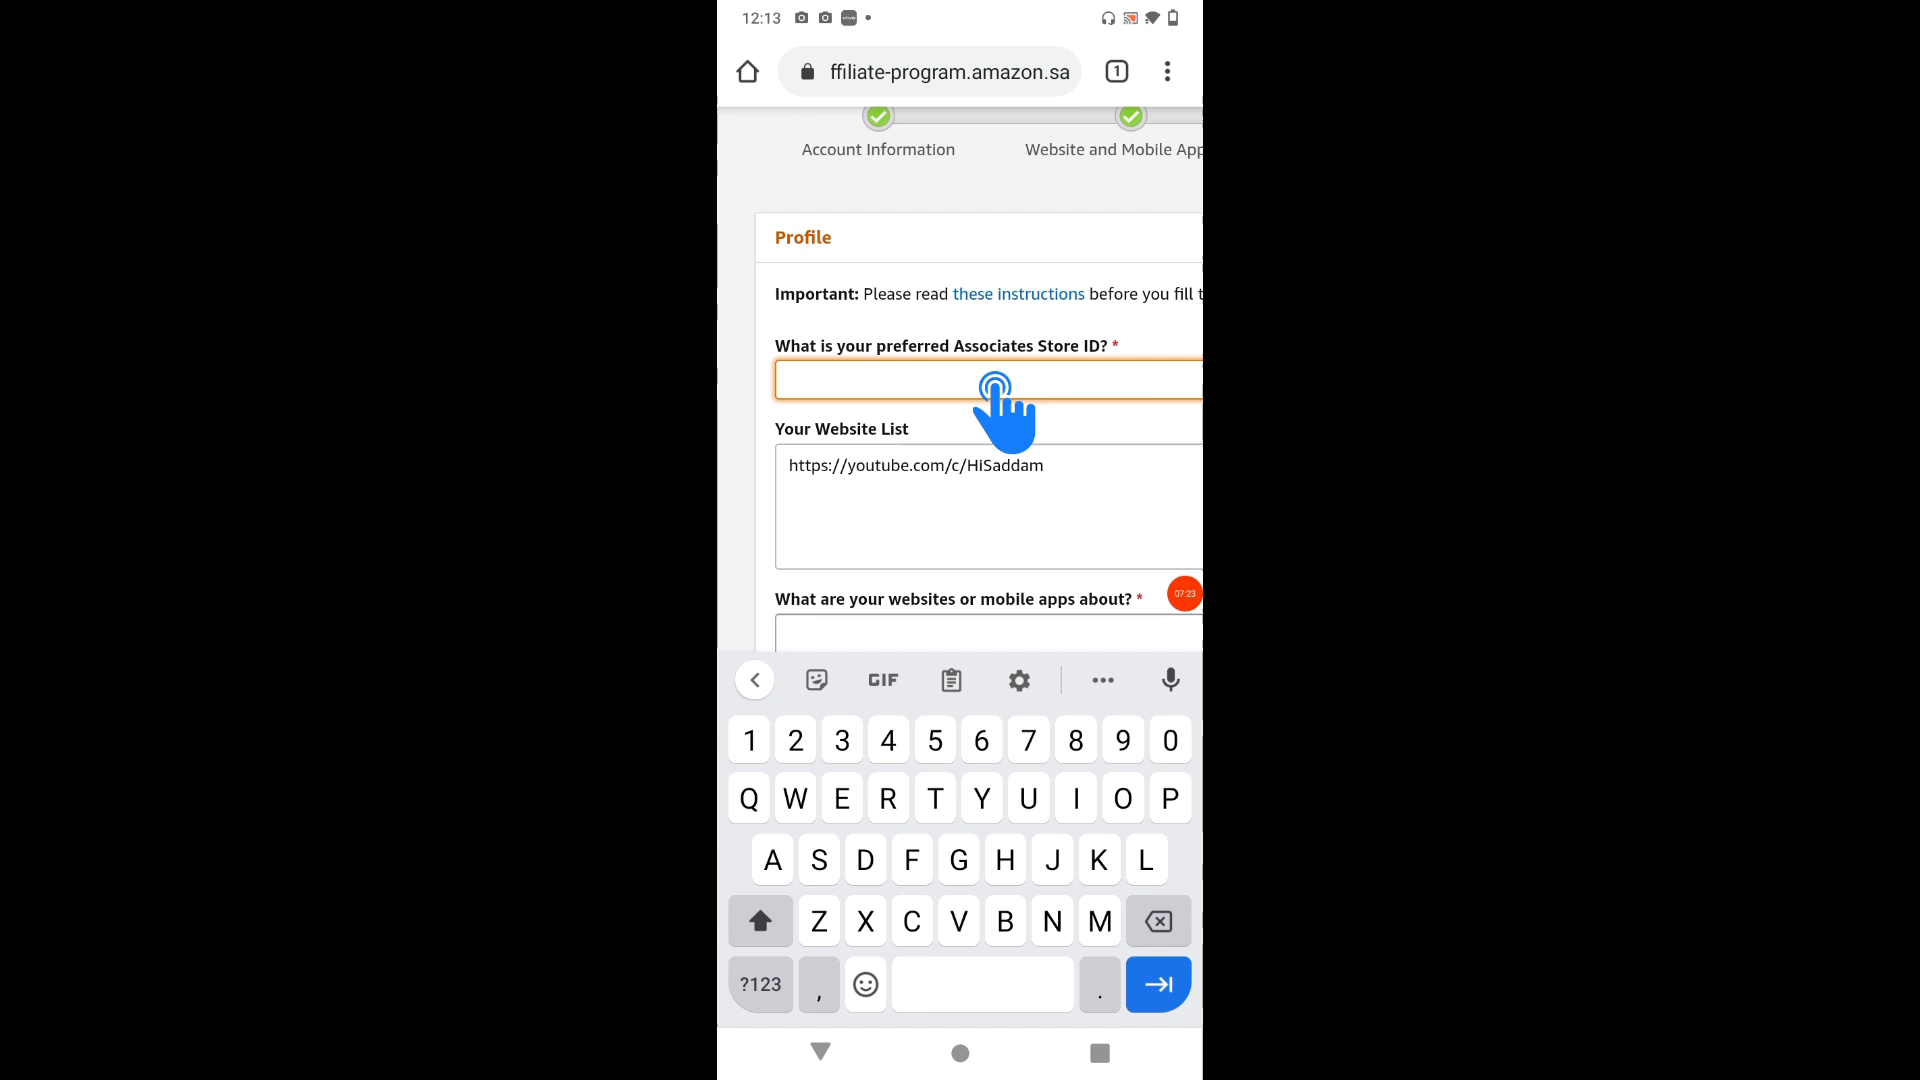 12:13
ffiliate-program.amazon.sa
1
Account Information
Website and Mobile App
Profile
Important: Please read these instructions before you fill t
What is your preferred Associates Store ID? *
Your Website List
https://youtube.com/c/HiSaddam
What are your websites or mobile apps about? *
07:23
GIF
1 2 3 4 5 6 7 8 9 0
Q W E R T Y U I O P
A S D F G H J K L
Z X C V B N M
?123 , .